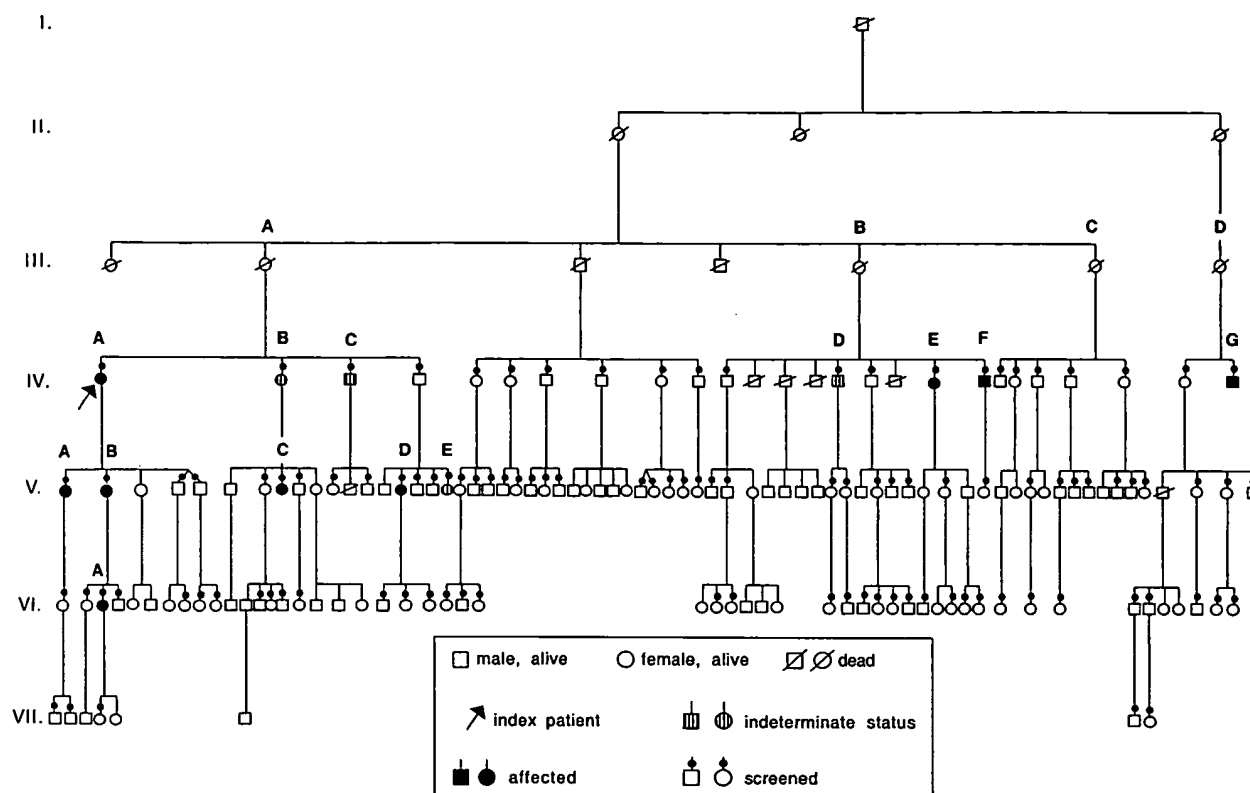 I.
II.
A B C D
III.
A B C D E F G
IV.
A B C D E
V.
A
VI.
VII.
male, alive female, alive dead
index patient indeterminate status
affected screened